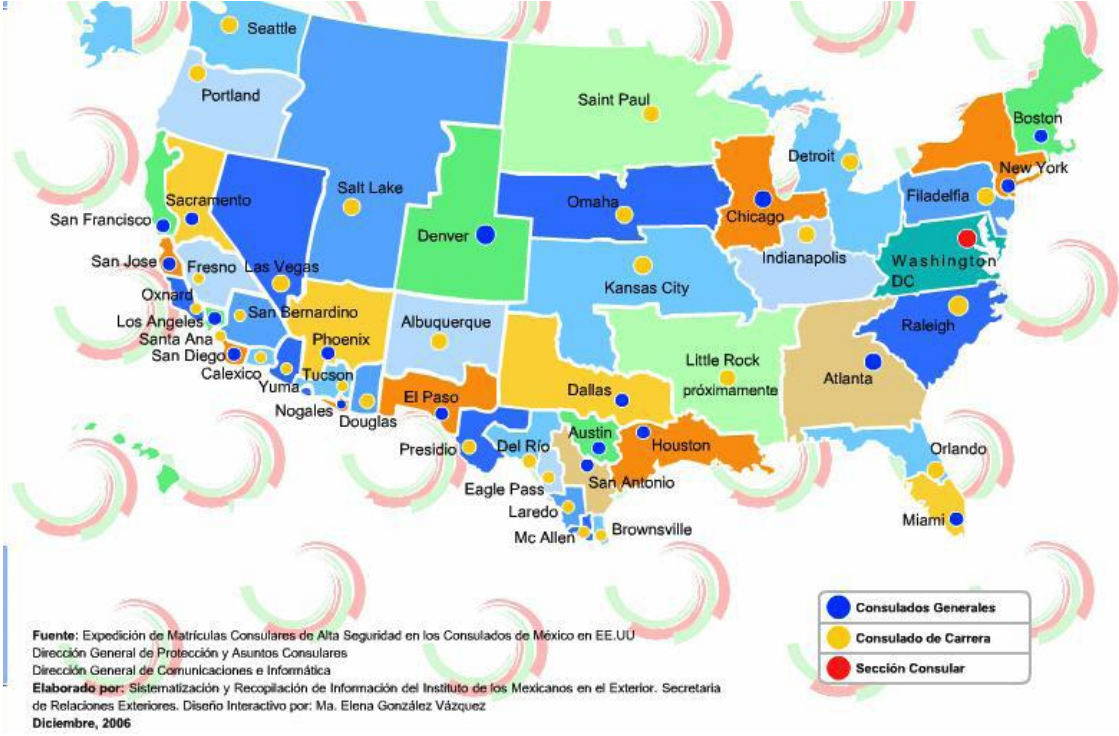 Seattle
Portland
Saint Paul
Boston
Detroit
New York
Salt Lake
Omaha
Filadelfia
Sacramento
Chicago
San Francisco
Denver
Indianapolis
Washington
DC
San Jose
Fresno
Las Vegas
Kansas City
Oxnard
San Bernardino
Los Angeles
Albuquerque
Raleigh
Santa Ana
Phoenix
San Diego
Little Rock
próximamente
Calexico
Tucson
Atlanta
Yuma
Dallas
El Paso
Nogales
Douglas
Austin
Houston
Presidio
Del Río
Orlando
San Antonio
Eagle Pass
Laredo
Miami
Brownsville
Mc Allen
Consulados Generales
Consulado de Carrera
Sección Consular
Fuente: Expedición de Matrículas Consulares de Alta Seguridad en los Consulados de México en EE.UU
Dirección General de Protección y Asuntos Consulares
Dirección General de Comunicaciones e Informática
Elaborado por: Sistematización y Recopilación de Información del Instituto de los Mexicanos en el Exterior. Secretaria
de Relaciones Exteriores. Diseño Interactivo por: Ma. Elena González Vázquez
Diciembre, 2006